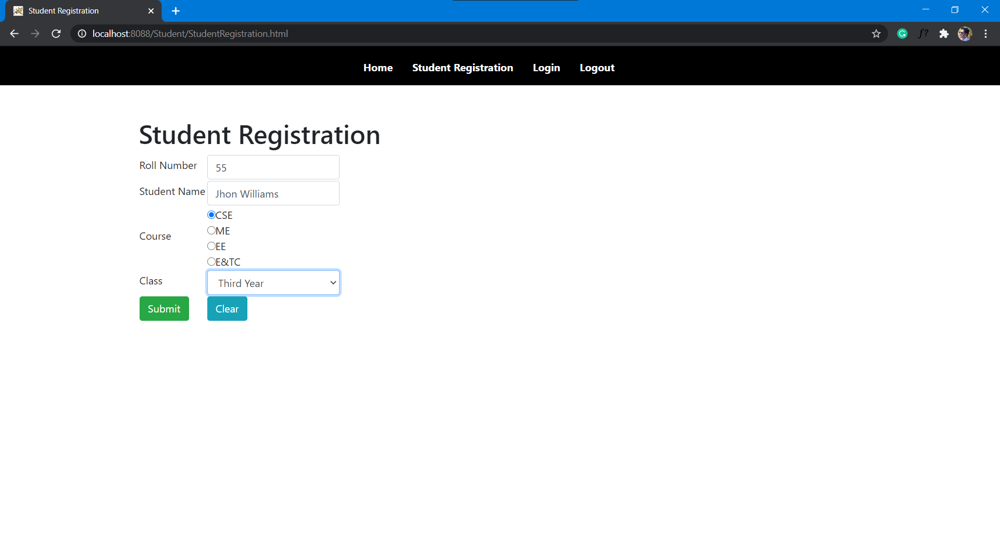 Student Registration
localhost:8088/Student/StudentRegistration.html
f?
Home Student Registration Login Logout
Student Registration
Roll Number 55
Student Name Jhon Williams
Course
CSE
ME
EE
E&TC
Class Third Year
Submit Clear